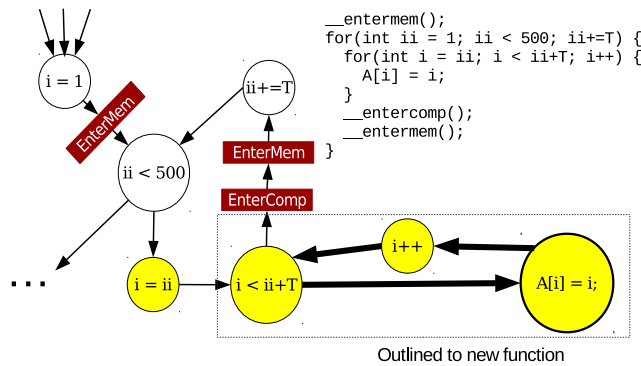 __entermem();
for(int ii = 1; ii < 500; ii+=T) {
for(int i = ii; i < ii+T; i++) {
A[i] = i;
}
__entercomp();
__entermem();
}
i = 1
EnterMem
ii+=T
ii < 500
EnterMem
EnterComp
i++
...
i = ii
i < ii+T
A[i] = i;
Outlined to new function